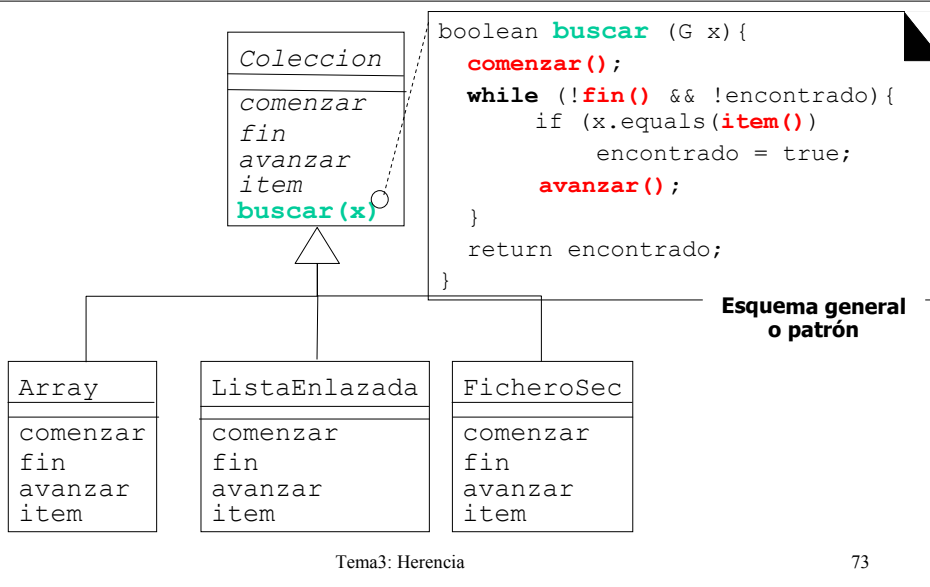 Coleccion
comenzar
fin
avanzar
item
buscar(x)
boolean buscar (G x){
comenzar();
while (!fin() && !encontrado){
if (x.equals(item())
encontrado = true;
avanzar();
}
return encontrado;
}
Esquema general
o patrón
Array
comenzar
fin
avanzar
item
ListaEnlazada
comenzar
fin
avanzar
item
FicheroSec
comenzar
fin
avanzar
item
Tema3: Herencia
73